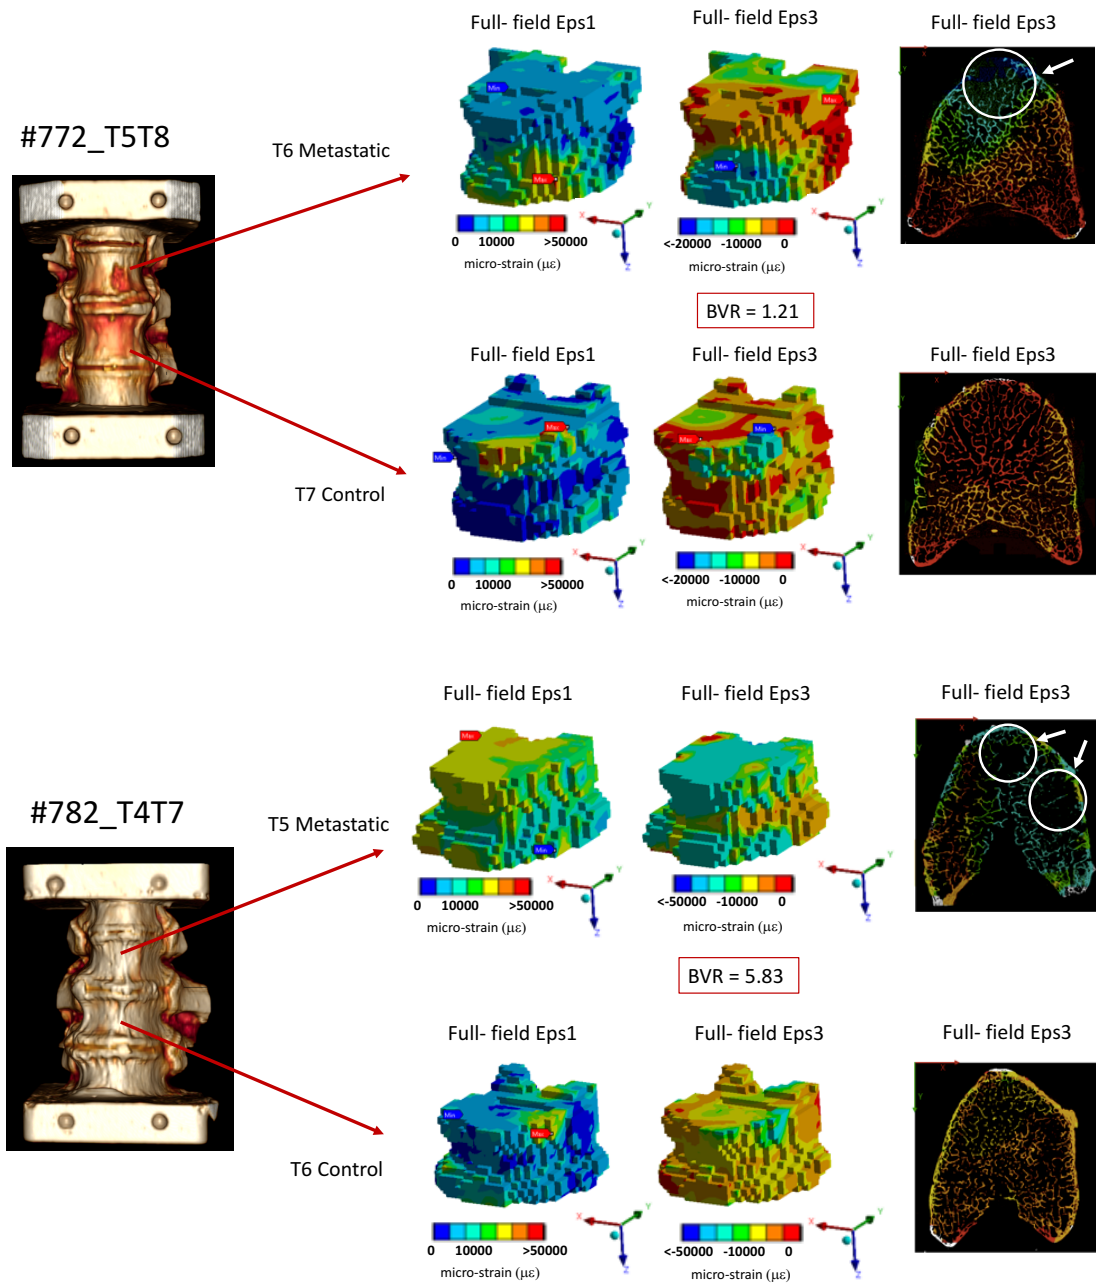 Full- field Eps1
Full- field Eps3
Full- field Eps3
#772_T5T8
T6 Metastatic
Min
Max
Max
Min
X
Y
Z
X
Y
Z
X
Y
0
10000
>50000
micro-strain (με)
<-20000
-10000
0
micro-strain (με)
BVR = 1.21
Full- field Eps1
Full- field Eps3
Full- field Eps3
T7 Control
Min
Max
Max
Min
X
Y
Z
X
Y
Z
X
Y
0
10000
>50000
micro-strain (με)
<-20000
-10000
0
micro-strain (με)
Full- field Eps1
Full- field Eps3
Full- field Eps3
#782_T4T7
T5 Metastatic
Max
Min
X
Y
Z
X
Y
Z
X
0
10000
>50000
micro-strain (με)
<-50000
-10000
0
micro-strain (με)
BVR = 5.83
Full- field Eps1
Full- field Eps3
Full- field Eps3
T6 Control
Min
Max
X
Y
Z
X
Y
Z
X
0
10000
>50000
micro-strain (με)
<-50000
-10000
0
micro-strain (με)